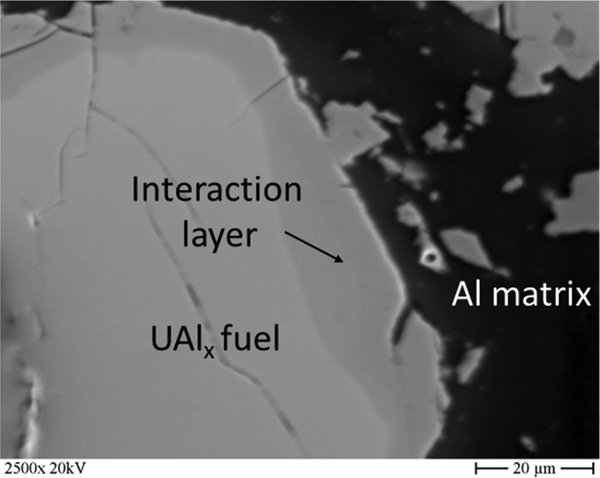 Interaction
layer
Al matrix
UAlₓ fuel
2500x 20kV
20 µm